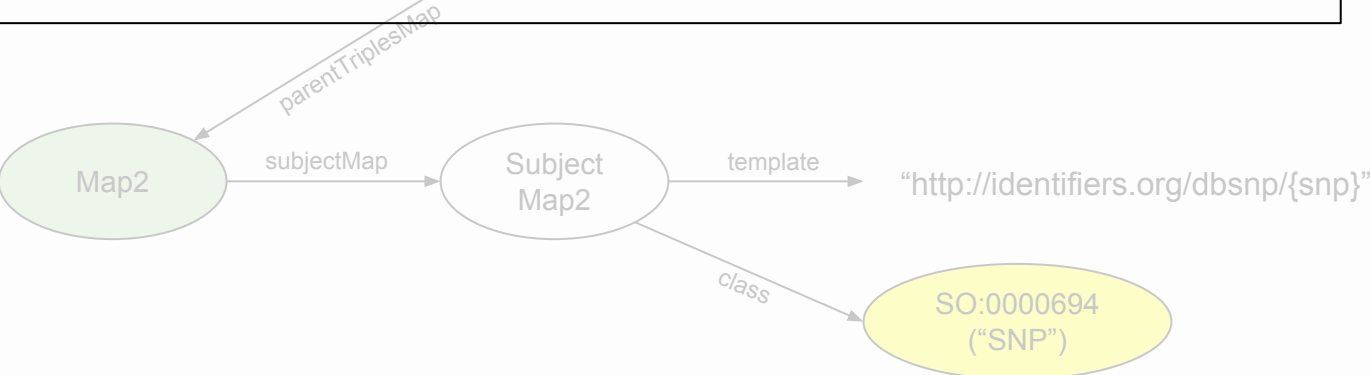 parentTriplesMap
Map2
subjectMap
Subject
Map2
template
“http://identifiers.org/dbsnp/{snp}”
class
SO:0000694
(“SNP”)